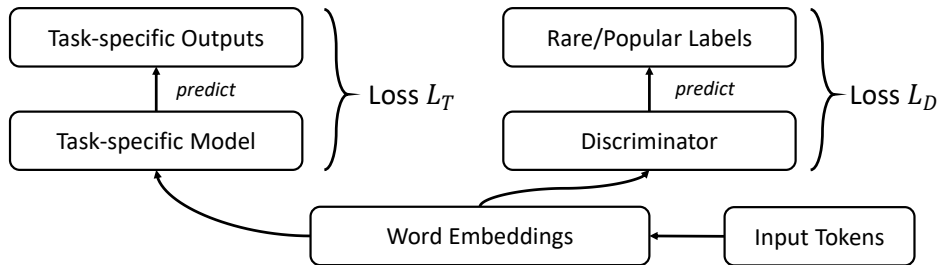 Task-specific Outputs
predict
Task-specific Model
Loss L_T
Rare/Popular Labels
predict
Discriminator
Loss L_D
Word Embeddings
Input Tokens